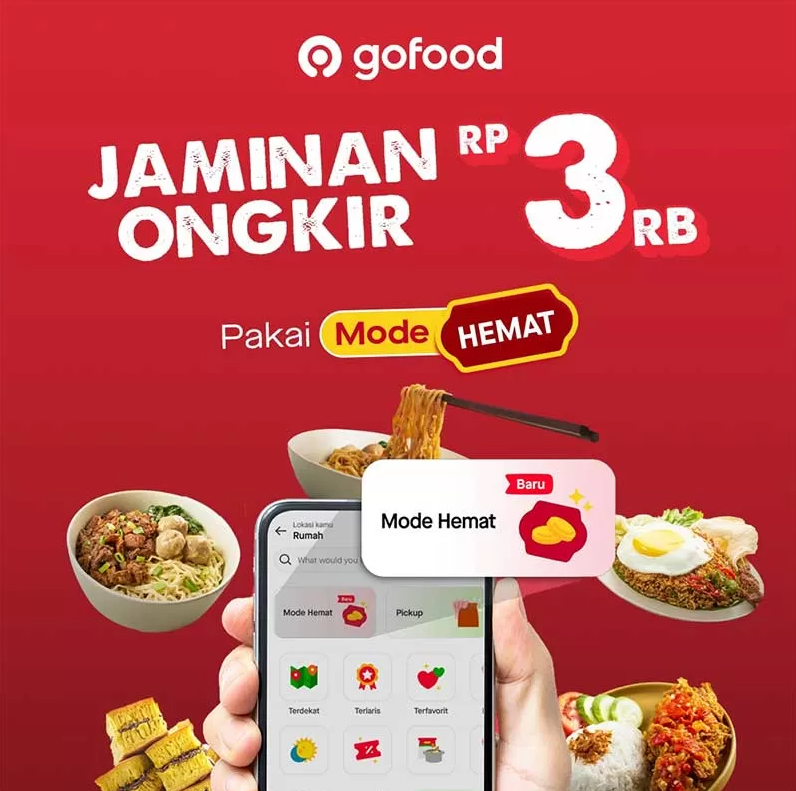 gofood
JAMINAN
ONGKIR
RP 3 RB
Pakai Mode HEMAT
Baru
Mode Hemat
Lokasi kamu
Rumah
What would you
Baru
Mode Hemat
Pickup
Terdekat
Terlaris
Terfavorit